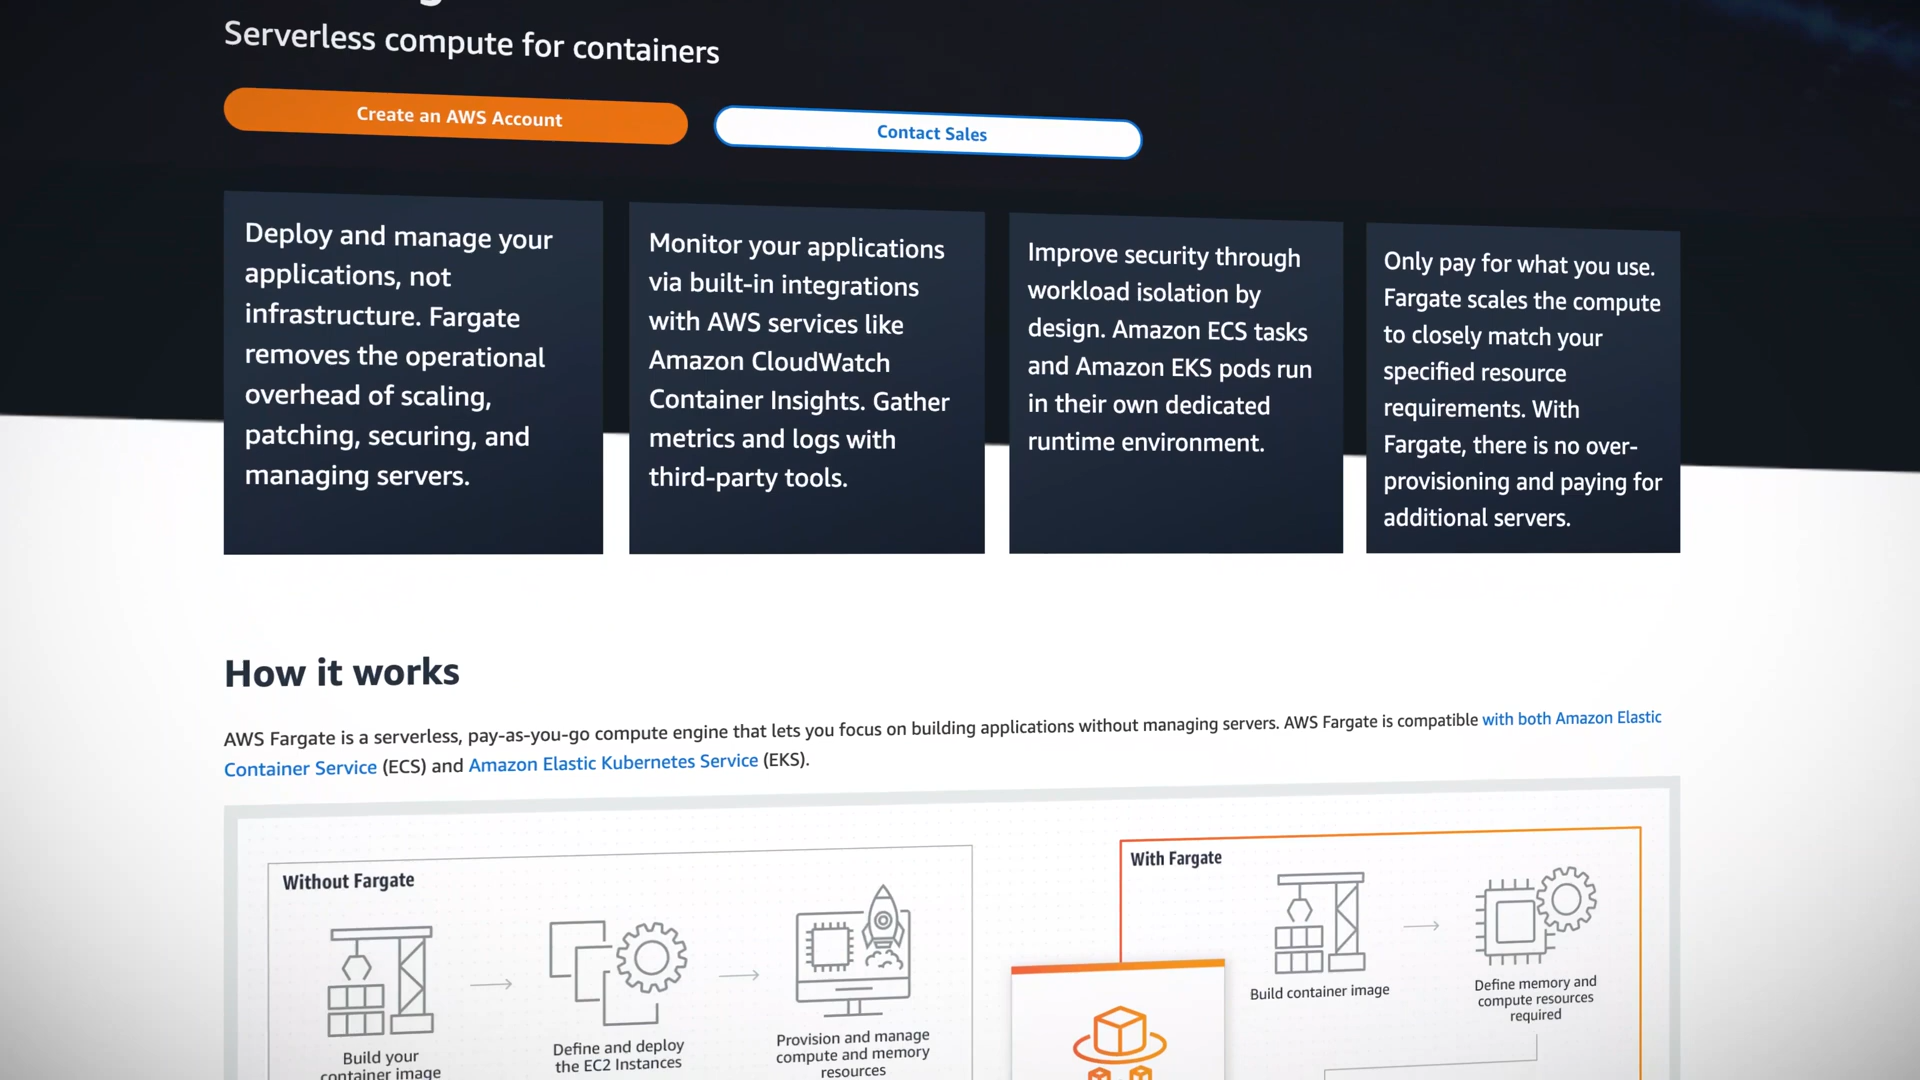 Serverless compute for containers
Create an AWS Account
Contact Sales
Deploy and manage your
applications, not
infrastructure. Fargate
removes the operational
overhead of scaling,
patching, securing, and
managing servers.
Monitor your applications
via built-in integrations
with AWS services like
Amazon CloudWatch
Container Insights. Gather
metrics and logs with
third-party tools.
Improve security through
workload isolation by
design. Amazon ECS tasks
and Amazon EKS pods run
in their own dedicated
runtime environment.
Only pay for what you use.
Fargate scales the compute
to closely match your
specified resource
requirements. With
Fargate, there is no over-
provisioning and paying for
additional servers.
How it works
AWS Fargate is a serverless, pay-as-you-go compute engine that lets you focus on building applications without managing servers. AWS Fargate is compatible with both Amazon Elastic
Container Service (ECS) and Amazon Elastic Kubernetes Service (EKS).
Without Fargate
Build your
container image
Define and deploy
the EC2 Instances
Provision and manage
compute and memory
resources
With Fargate
Build container image
Define memory and
compute resources
required